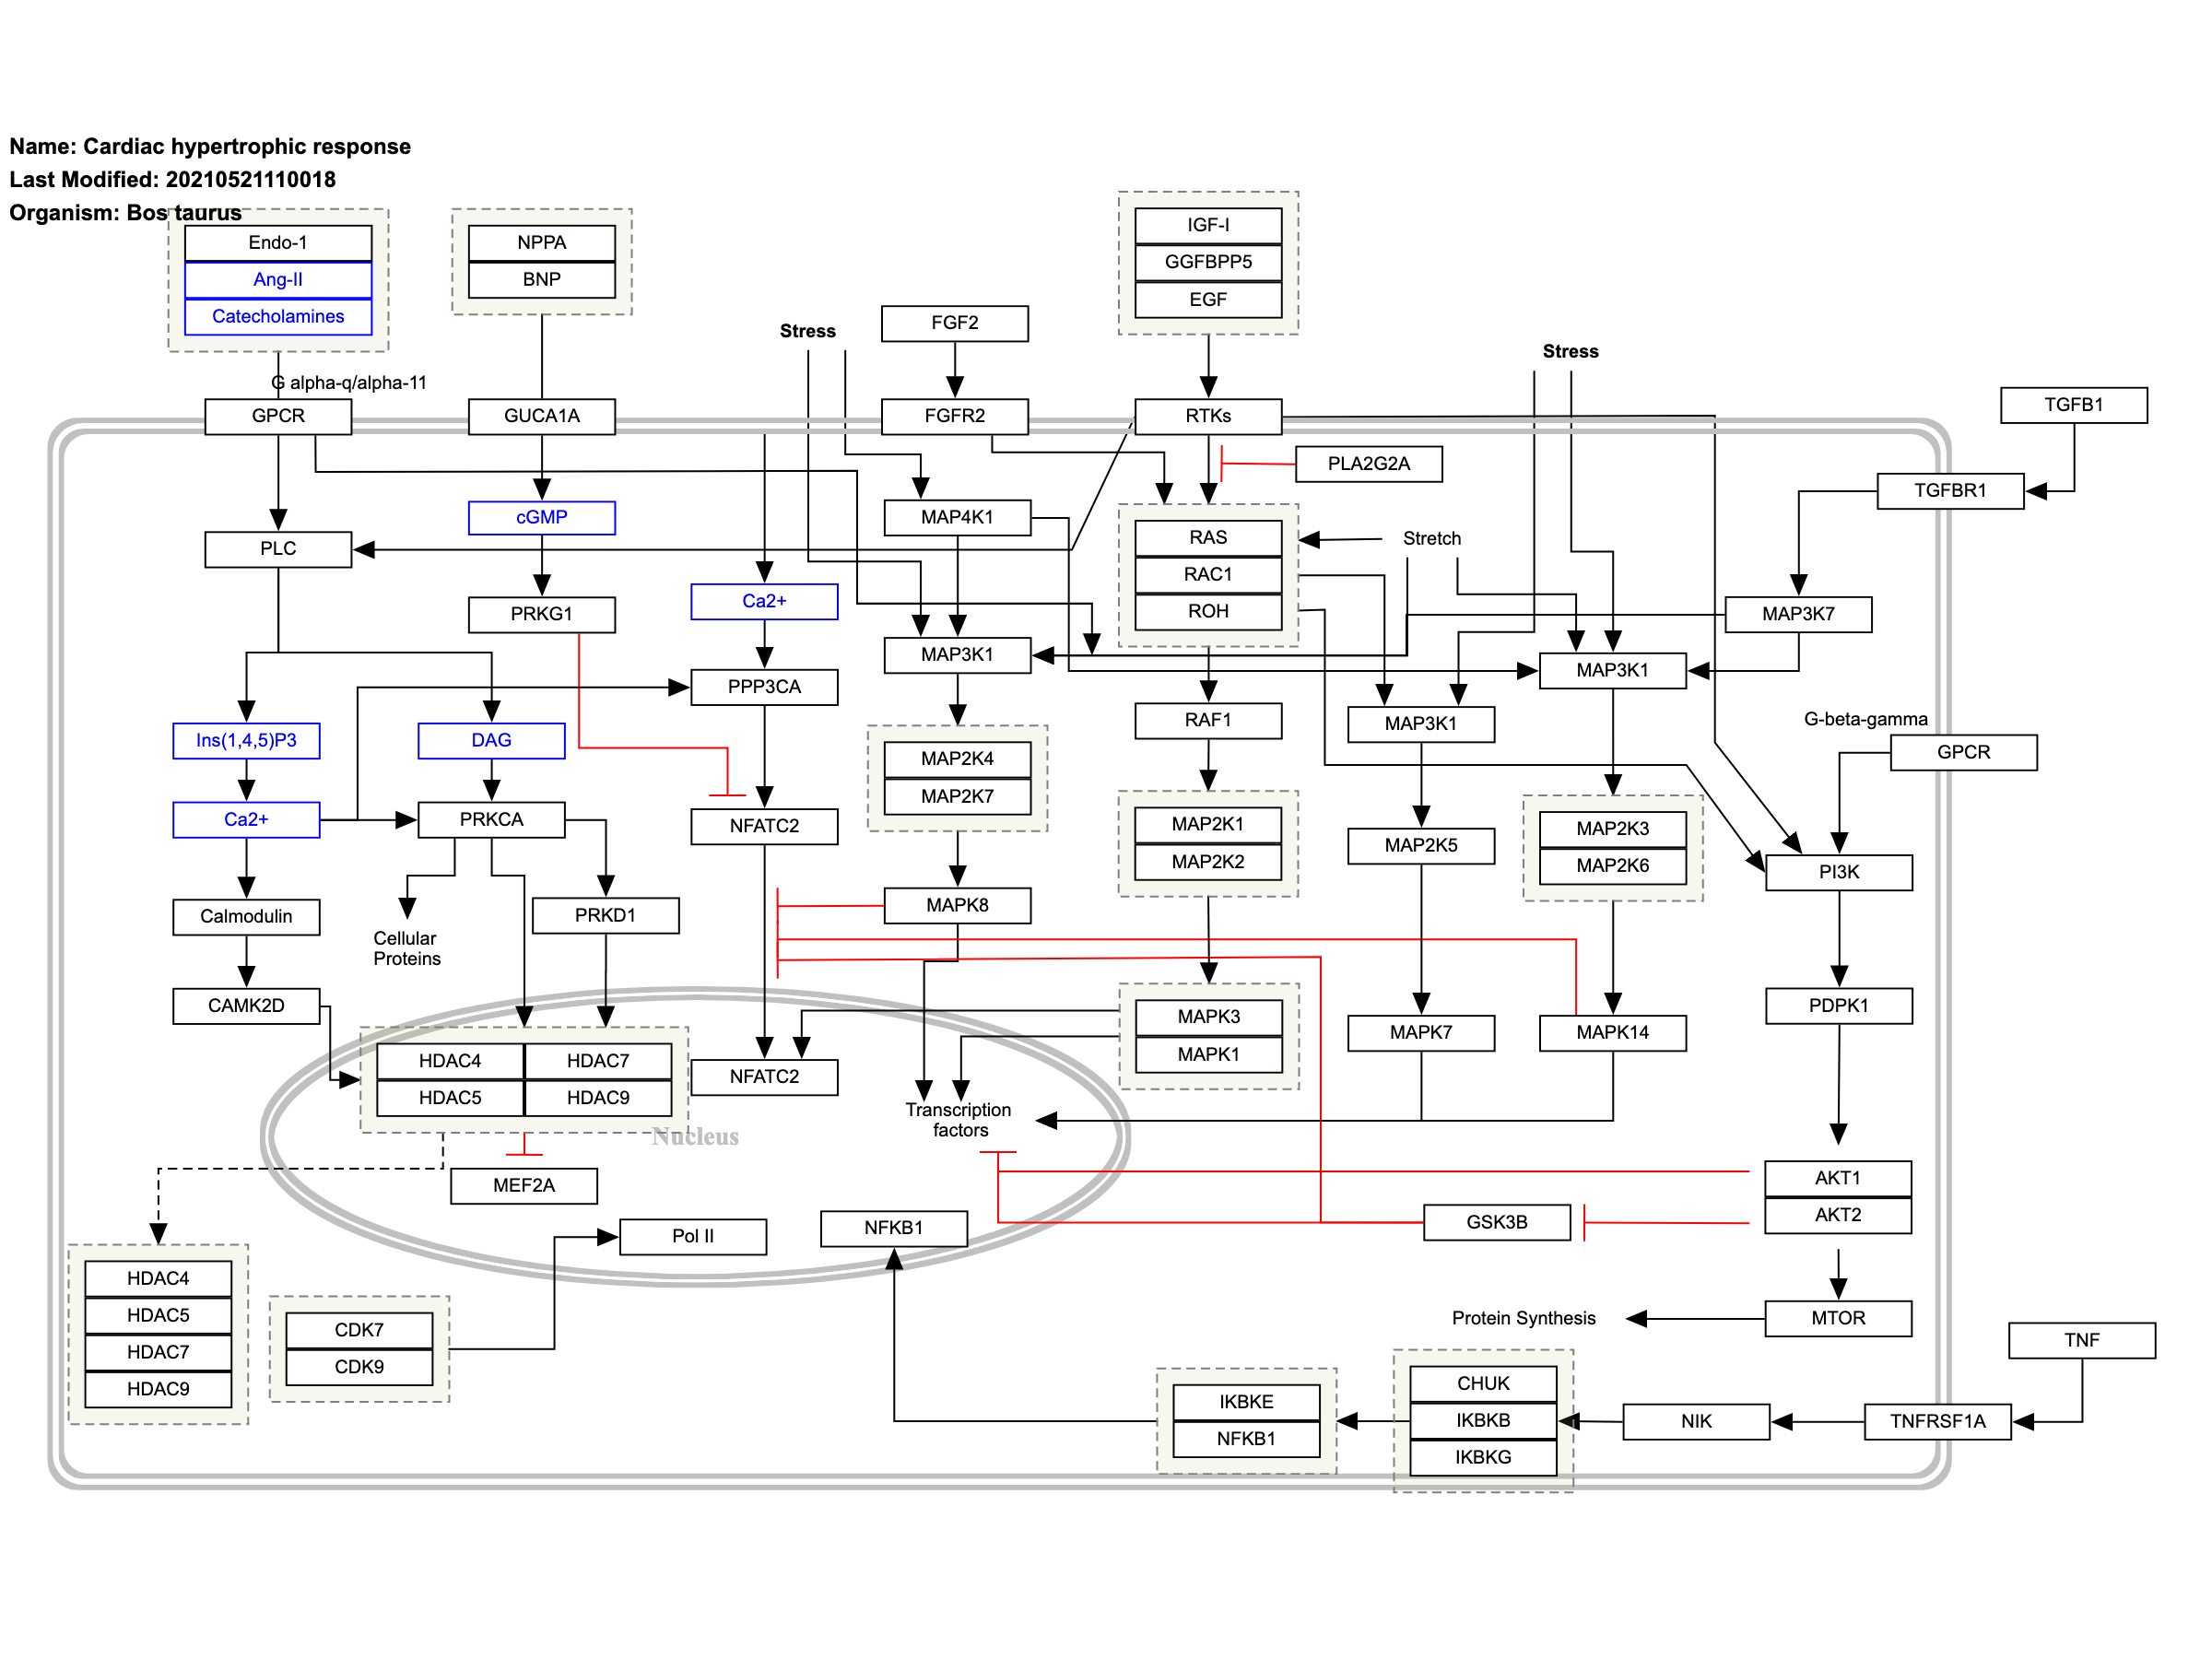 Name: Cardiac hypertrophic response
Last Modified: 20210521110018
Organism: Bos taurus
Endo-1
Ang-II
Catecholamines
NPPA
BNP
IGF-I
GGFBPP5
EGF
Stress
FGF2
Stress
G alpha-q/alpha-11
GPCR
GUCA1A
FGFR2
RTKs
TGFB1
PLA2G2A
TGFBR1
cGMP
MAP4K1
PLC
RAS
RAC1
ROH
Stretch
PRKG1
Ca2+
MAP3K7
MAP3K1
MAP3K1
PPP3CA
RAF1
MAP3K1
G-beta-gamma
GPCR
Ins(1,4,5)P3
DAG
MAP2K4
MAP2K7
Ca2+
PRKCA
NFATC2
MAP2K1
MAP2K2
MAP2K5
MAP2K3
MAP2K6
PI3K
Calmodulin
PRKD1
MAPK8
Cellular
Proteins
CAMK2D
PDPK1
MAPK3
MAPK1
MAPK7
MAPK14
HDAC4
HDAC7
HDAC5
HDAC9
NFATC2
Transcription
factors
Nucleus
MEF2A
AKT1
AKT2
Pol II
NFKB1
GSK3B
HDAC4
HDAC5
HDAC7
HDAC9
CDK7
CDK9
Protein Synthesis
MTOR
TNF
IKBKE
NFKB1
CHUK
IKBKB
IKBKG
NIK
TNFRSF1A